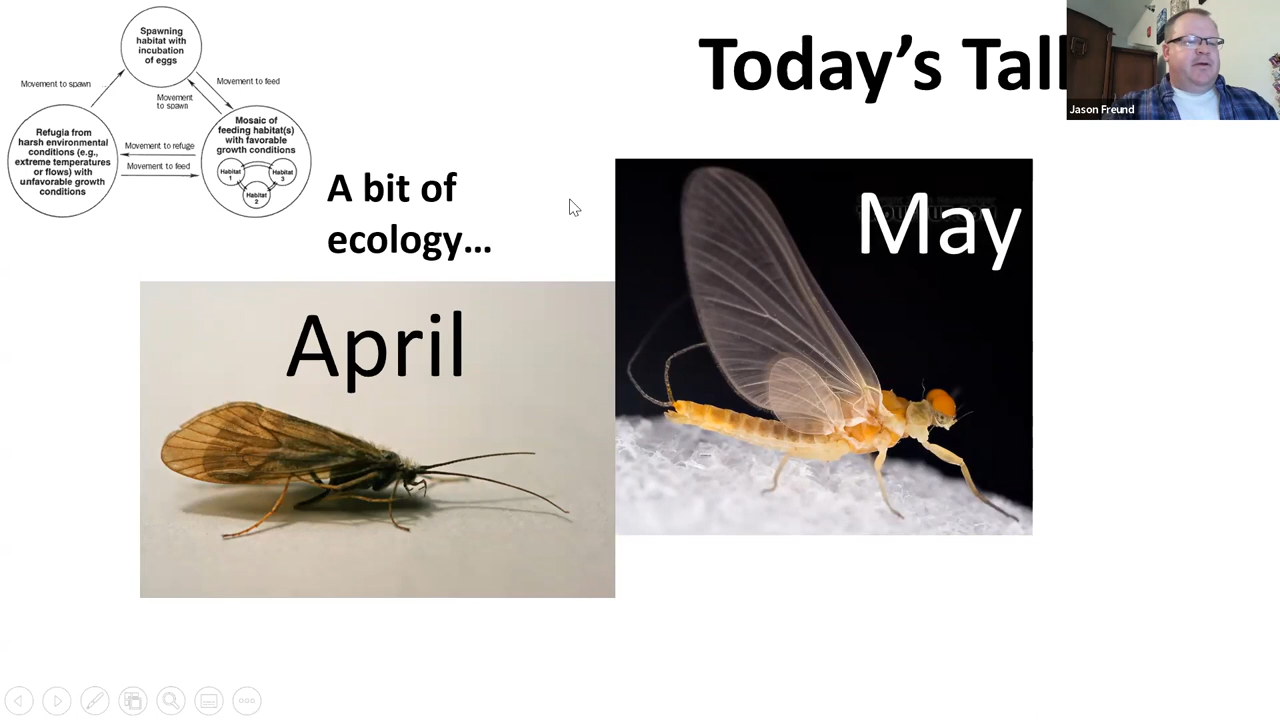 Spawning
habitat with
incubation
of eggs
Movement to spawn
Movement to feed
Movement
to spawn
Refugia from
harsh environmental
conditions (e.g.,
extreme temperatures
or flows) with
unfavorable growth
conditions
Movement to refuge
Movement to feed
Mosaic of
feeding habitat(s)
with favorable
growth conditions
Habitat
1
Habitat
3
Habitat
2
Today's Tal
Jason Freund
A bit of
ecology...
April
May